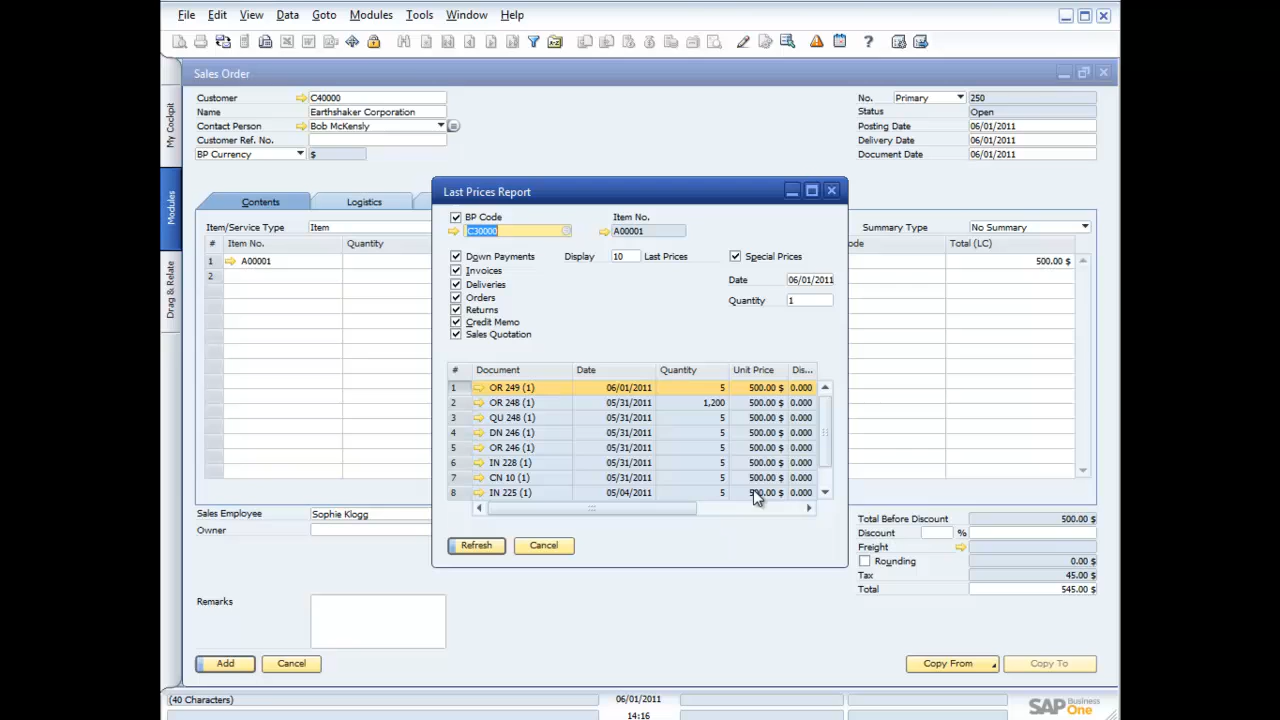 File Edit View Data Goto Modules Tools Window Help
Sales Order
My Cockpit
Modules
Drag & Relate
Customer C40000
Name Earthshaker Corporation
Contact Person Bob McKensly
Customer Ref. No.
BP Currency $
No. Primary 250
Status Open
Posting Date 06/01/2011
Delivery Date 06/01/2011
Document Date 06/01/2011
Contents Logistics
Item/Service Type Item
Summary Type No Summary
# Item No. Quantity ode Total (LC)
1 A00001 500.00 $
2
Last Prices Report
BP Code Item No.
C30000 A00001
Down Payments Display 10 Last Prices Special Prices
Invoices Date 06/01/2011
Deliveries
Orders Quantity 1
Returns
Credit Memo
Sales Quotation
# Document Date Quantity Unit Price Dis...
1 OR 249 (1) 06/01/2011 5 500.00 $ 0.000
2 OR 248 (1) 05/31/2011 1,200 500.00 $ 0.000
3 QU 248 (1) 05/31/2011 5 500.00 $ 0.000
4 DN 246 (1) 05/31/2011 5 500.00 $ 0.000
5 OR 246 (1) 05/31/2011 5 500.00 $ 0.000
6 IN 228 (1) 05/31/2011 5 500.00 $ 0.000
7 CN 10 (1) 05/31/2011 5 500.00 $ 0.000
8 IN 225 (1) 05/04/2011 5 500.00 $ 0.000
Refresh Cancel
Sales Employee Sophie Klogg
Owner
Remarks
Total Before Discount 500.00 $
Discount %
Freight
Rounding 0.00 $
Tax 45.00 $
Total 545.00 $
Add Cancel Copy From Copy To
(40 Characters) 06/01/2011
14:16
SAP Business One